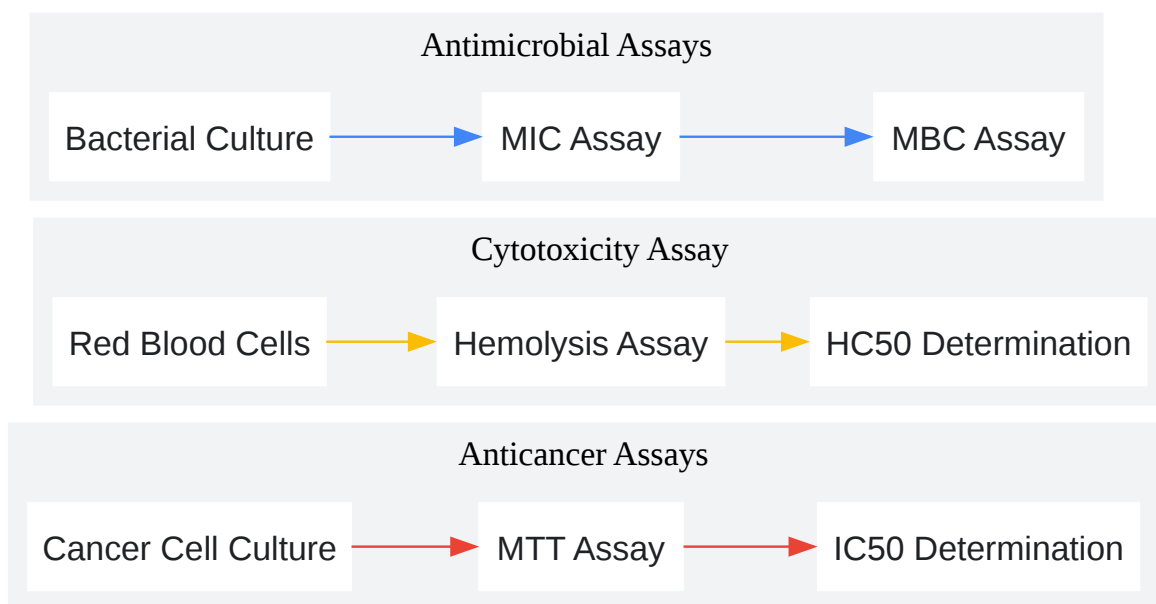 Antimicrobial Assays
Bacterial Culture
MIC Assay
MBC Assay
Cytotoxicity Assay
Red Blood Cells
Hemolysis Assay
HC50 Determination
Anticancer Assays
Cancer Cell Culture
MTT Assay
IC50 Determination